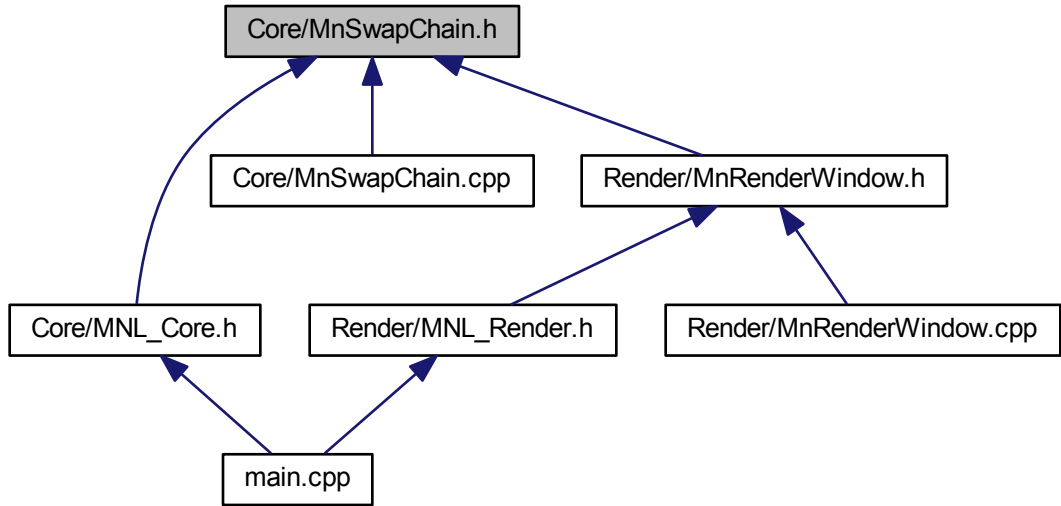 Core/MnSwapChain.h
Core/MnSwapChain.cpp
Render/MnRenderWindow.h
Core/MNL_Core.h
Render/MNL_Render.h
Render/MnRenderWindow.cpp
main.cpp